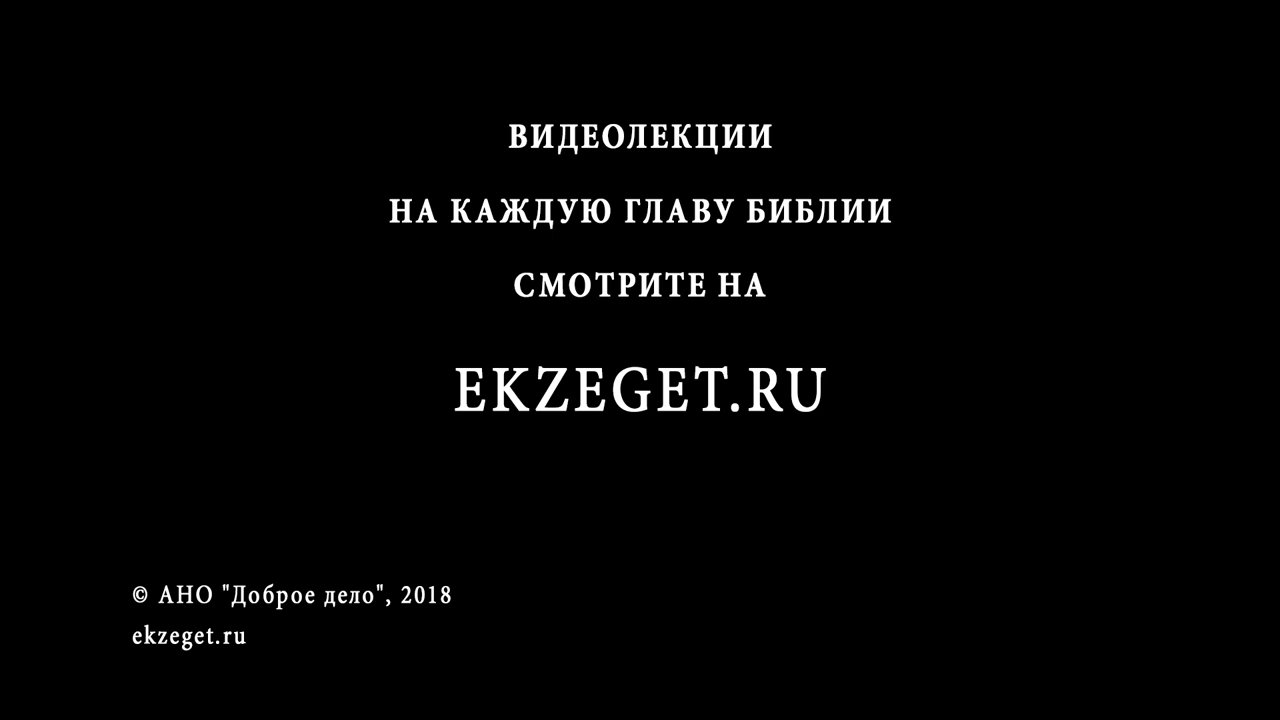 ВИДЕОЛЕКЦИИ
НА КАЖДУЮ ГЛАВУ БИБЛИИ
СМОТРИТЕ НА
EKZEGET.RU
© АНО "Доброе дело", 2018
ekzeget.ru